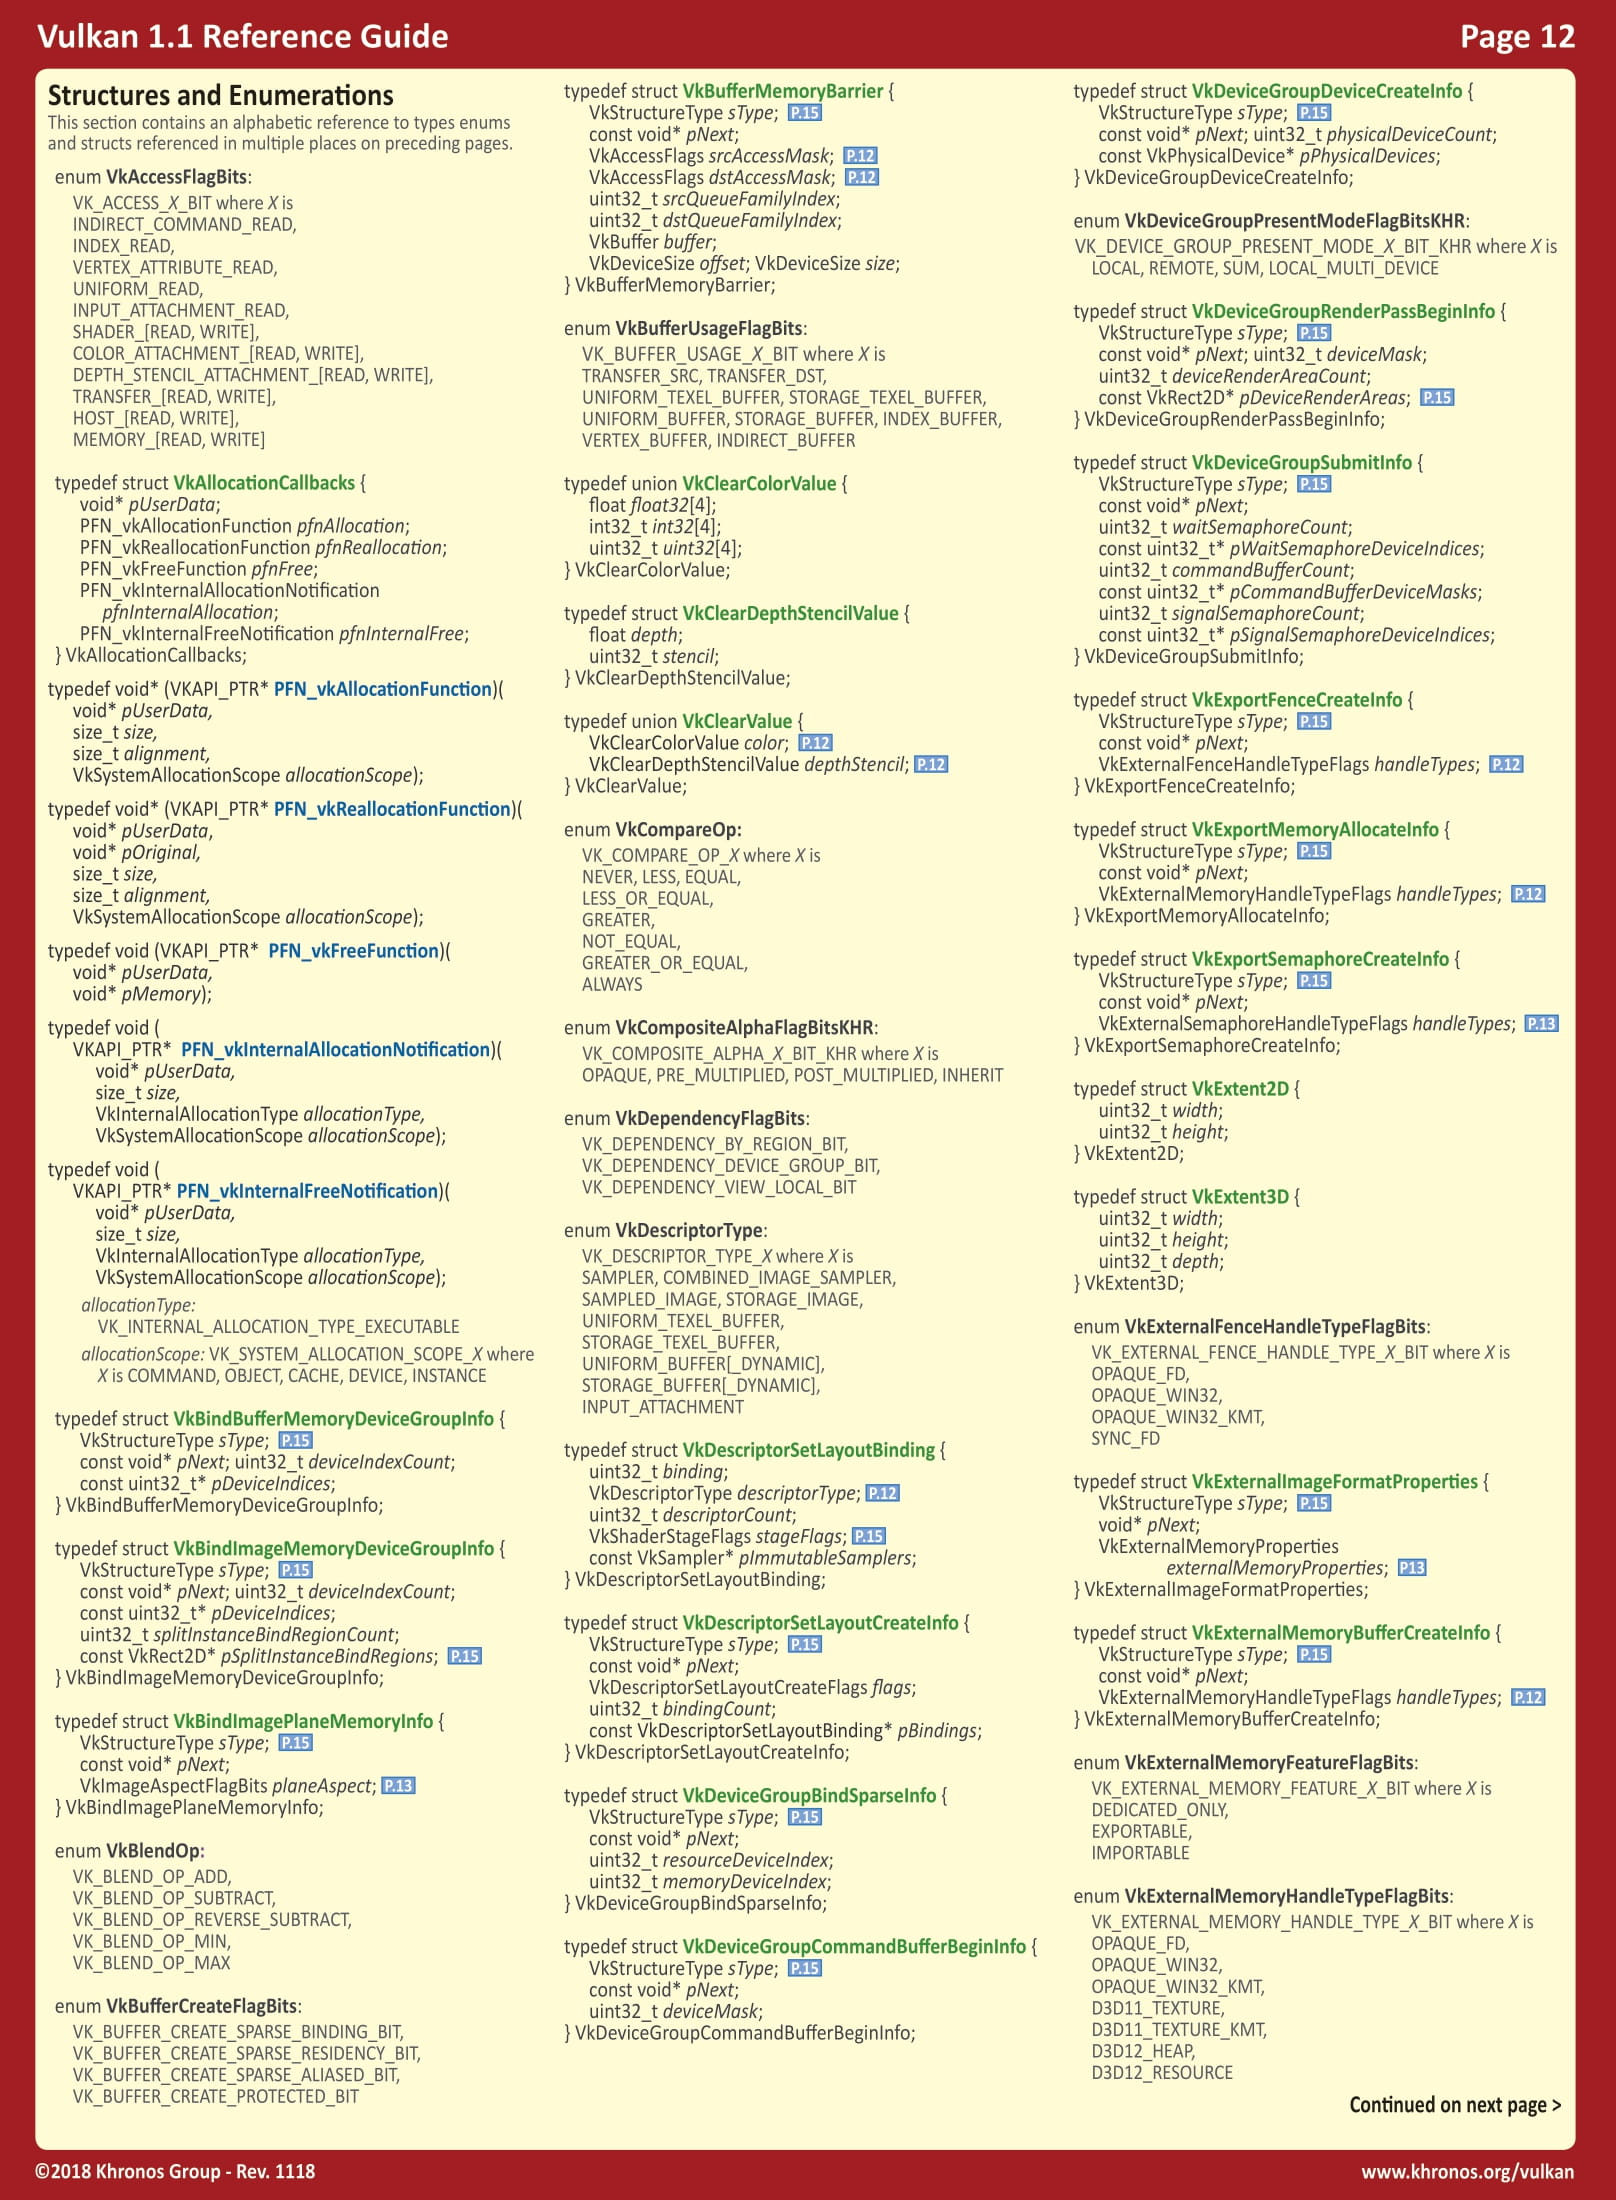 Vulkan 1.1 Reference Guide
Page 12
Structures and Enumerations
This section contains an alphabetic reference to types enums
and structs referenced in multiple places on preceding pages.
enum VkAccessFlagBits:
VK_ACCESS_X_BIT where X is
INDIRECT_COMMAND_READ,
INDEX_READ,
VERTEX_ATTRIBUTE_READ,
UNIFORM_READ,
INPUT_ATTACHMENT_READ,
SHADER_[READ, WRITE],
COLOR_ATTACHMENT_[READ, WRITE],
DEPTH_STENCIL_ATTACHMENT_[READ, WRITE],
TRANSFER_[READ, WRITE],
HOST_[READ, WRITE],
MEMORY_[READ, WRITE]
typedef struct VkAllocationCallbacks {
void* pUserData;
PFN_vkAllocationFunction pfnAllocation;
PFN_vkReallocationFunction pfnReallocation;
PFN_vkFreeFunction pfnFree;
PFN_vkInternalAllocationNotification
pfnInternalAllocation;
PFN_vkInternalFreeNotification pfnInternalFree;
} VkAllocationCallbacks;
typedef void* (VKAPI_PTR* PFN_vkAllocationFunction)(
void* pUserData,
size_t size,
size_t alignment,
VkSystemAllocationScope allocationScope);
typedef void* (VKAPI_PTR* PFN_vkReallocationFunction)(
void* pUserData,
void* pOriginal,
size_t size,
size_t alignment,
VkSystemAllocationScope allocationScope);
typedef void (VKAPI_PTR* PFN_vkFreeFunction)(
void* pUserData,
void* pMemory);
typedef void (
VKAPI_PTR* PFN_vkInternalAllocationNotification)(
void* pUserData,
size_t size,
VkInternalAllocationType allocationType,
VkSystemAllocationScope allocationScope);
typedef void (
VKAPI_PTR* PFN_vkInternalFreeNotification)(
void* pUserData,
size_t size,
VkInternalAllocationType allocationType,
VkSystemAllocationScope allocationScope);
allocationType:
VK_INTERNAL_ALLOCATION_TYPE_EXECUTABLE
allocationScope: VK_SYSTEM_ALLOCATION_SCOPE_X where
X is COMMAND, OBJECT, CACHE, DEVICE, INSTANCE
typedef struct VkBindBufferMemoryDeviceGroupInfo {
VkStructureType sType; P.15
const void* pNext; uint32_t deviceIndexCount;
const uint32_t* pDeviceIndices;
} VkBindBufferMemoryDeviceGroupInfo;
typedef struct VkBindImageMemoryDeviceGroupInfo {
VkStructureType sType; P.15
const void* pNext; uint32_t deviceIndexCount;
const uint32_t* pDeviceIndices;
uint32_t splitInstanceBindRegionCount;
const VkRect2D* pSplitInstanceBindRegions; P.15
} VkBindImageMemoryDeviceGroupInfo;
typedef struct VkBindImagePlaneMemoryInfo {
VkStructureType sType; P.15
const void* pNext;
VkImageAspectFlagBits planeAspect; P.13
} VkBindImagePlaneMemoryInfo;
enum VkBlendOp:
VK_BLEND_OP_ADD,
VK_BLEND_OP_SUBTRACT,
VK_BLEND_OP_REVERSE_SUBTRACT,
VK_BLEND_OP_MIN,
VK_BLEND_OP_MAX
enum VkBufferCreateFlagBits:
VK_BUFFER_CREATE_SPARSE_BINDING_BIT,
VK_BUFFER_CREATE_SPARSE_RESIDENCY_BIT,
VK_BUFFER_CREATE_SPARSE_ALIASED_BIT,
VK_BUFFER_CREATE_PROTECTED_BIT
typedef struct VkBufferMemoryBarrier {
VkStructureType sType; P.15
const void* pNext;
VkAccessFlags srcAccessMask; P.12
VkAccessFlags dstAccessMask; P.12
uint32_t srcQueueFamilyIndex;
uint32_t dstQueueFamilyIndex;
VkBuffer buffer;
VkDeviceSize offset; VkDeviceSize size;
} VkBufferMemoryBarrier;
enum VkBufferUsageFlagBits:
VK_BUFFER_USAGE_X_BIT where X is
TRANSFER_SRC, TRANSFER_DST,
UNIFORM_TEXEL_BUFFER, STORAGE_TEXEL_BUFFER,
UNIFORM_BUFFER, STORAGE_BUFFER, INDEX_BUFFER,
VERTEX_BUFFER, INDIRECT_BUFFER
typedef union VkClearColorValue {
float float32[4];
int32_t int32[4];
uint32_t uint32[4];
} VkClearColorValue;
typedef struct VkClearDepthStencilValue {
float depth;
uint32_t stencil;
} VkClearDepthStencilValue;
typedef union VkClearValue {
VkClearColorValue color; P.12
VkClearDepthStencilValue depthStencil; P.12
} VkClearValue;
enum VkCompareOp:
VK_COMPARE_OP_X where X is
NEVER, LESS, EQUAL,
LESS_OR_EQUAL,
GREATER,
NOT_EQUAL,
GREATER_OR_EQUAL,
ALWAYS
enum VkCompositeAlphaFlagBitsKHR:
VK_COMPOSITE_ALPHA_X_BIT_KHR where X is
OPAQUE, PRE_MULTIPLIED, POST_MULTIPLIED, INHERIT
enum VkDependencyFlagBits:
VK_DEPENDENCY_BY_REGION_BIT,
VK_DEPENDENCY_DEVICE_GROUP_BIT,
VK_DEPENDENCY_VIEW_LOCAL_BIT
enum VkDescriptorType:
VK_DESCRIPTOR_TYPE_X where X is
SAMPLER, COMBINED_IMAGE_SAMPLER,
SAMPLED_IMAGE, STORAGE_IMAGE,
UNIFORM_TEXEL_BUFFER,
STORAGE_TEXEL_BUFFER,
UNIFORM_BUFFER[_DYNAMIC],
STORAGE_BUFFER[_DYNAMIC],
INPUT_ATTACHMENT
typedef struct VkDescriptorSetLayoutBinding {
uint32_t binding;
VkDescriptorType descriptorType; P.12
uint32_t descriptorCount;
VkShaderStageFlags stageFlags; P.15
const VkSampler* pImmutableSamplers;
} VkDescriptorSetLayoutBinding;
typedef struct VkDescriptorSetLayoutCreateInfo {
VkStructureType sType; P.15
const void* pNext;
VkDescriptorSetLayoutCreateFlags flags;
uint32_t bindingCount;
const VkDescriptorSetLayoutBinding* pBindings;
} VkDescriptorSetLayoutCreateInfo;
typedef struct VkDeviceGroupBindSparseInfo {
VkStructureType sType; P.15
const void* pNext;
uint32_t resourceDeviceIndex;
uint32_t memoryDeviceIndex;
} VkDeviceGroupBindSparseInfo;
typedef struct VkDeviceGroupCommandBufferBeginInfo {
VkStructureType sType; P.15
const void* pNext;
uint32_t deviceMask;
} VkDeviceGroupCommandBufferBeginInfo;
typedef struct VkDeviceGroupDeviceCreateInfo {
VkStructureType sType; P.15
const void* pNext; uint32_t physicalDeviceCount;
const VkPhysicalDevice* pPhysicalDevices;
} VkDeviceGroupDeviceCreateInfo;
enum VkDeviceGroupPresentModeFlagBitsKHR:
VK_DEVICE_GROUP_PRESENT_MODE_X_BIT_KHR where X is
LOCAL, REMOTE, SUM, LOCAL_MULTI_DEVICE
typedef struct VkDeviceGroupRenderPassBeginInfo {
VkStructureType sType; P.15
const void* pNext; uint32_t deviceMask;
uint32_t deviceRenderAreaCount;
const VkRect2D* pDeviceRenderAreas; P.15
} VkDeviceGroupRenderPassBeginInfo;
typedef struct VkDeviceGroupSubmitInfo {
VkStructureType sType; P.15
const void* pNext;
uint32_t waitSemaphoreCount;
const uint32_t* pWaitSemaphoreDeviceIndices;
uint32_t commandBufferCount;
const uint32_t* pCommandBufferDeviceMasks;
uint32_t signalSemaphoreCount;
const uint32_t* pSignalSemaphoreDeviceIndices;
} VkDeviceGroupSubmitInfo;
typedef struct VkExportFenceCreateInfo {
VkStructureType sType; P.15
const void* pNext;
VkExternalFenceHandleTypeFlags handleTypes; P.12
} VkExportFenceCreateInfo;
typedef struct VkExportMemoryAllocateInfo {
VkStructureType sType; P.15
const void* pNext;
VkExternalMemoryHandleTypeFlags handleTypes; P.12
} VkExportMemoryAllocateInfo;
typedef struct VkExportSemaphoreCreateInfo {
VkStructureType sType; P.15
const void* pNext;
VkExternalSemaphoreHandleTypeFlags handleTypes; P.13
} VkExportSemaphoreCreateInfo;
typedef struct VkExtent2D {
uint32_t width;
uint32_t height;
} VkExtent2D;
typedef struct VkExtent3D {
uint32_t width;
uint32_t height;
uint32_t depth;
} VkExtent3D;
enum VkExternalFenceHandleTypeFlagBits:
VK_EXTERNAL_FENCE_HANDLE_TYPE_X_BIT where X is
OPAQUE_FD,
OPAQUE_WIN32,
OPAQUE_WIN32_KMT,
SYNC_FD
typedef struct VkExternalImageFormatProperties {
VkStructureType sType; P.15
void* pNext;
VkExternalMemoryProperties
externalMemoryProperties; P13
} VkExternalImageFormatProperties;
typedef struct VkExternalMemoryBufferCreateInfo {
VkStructureType sType; P.15
const void* pNext;
VkExternalMemoryHandleTypeFlags handleTypes; P.12
} VkExternalMemoryBufferCreateInfo;
enum VkExternalMemoryFeatureFlagBits:
VK_EXTERNAL_MEMORY_FEATURE_X_BIT where X is
DEDICATED_ONLY,
EXPORTABLE,
IMPORTABLE
enum VkExternalMemoryHandleTypeFlagBits:
VK_EXTERNAL_MEMORY_HANDLE_TYPE_X_BIT where X is
OPAQUE_FD,
OPAQUE_WIN32,
OPAQUE_WIN32_KMT,
D3D11_TEXTURE,
D3D11_TEXTURE_KMT,
D3D12_HEAP,
D3D12_RESOURCE
Continued on next page >
©2018 Khronos Group - Rev. 1118
www.khronos.org/vulkan